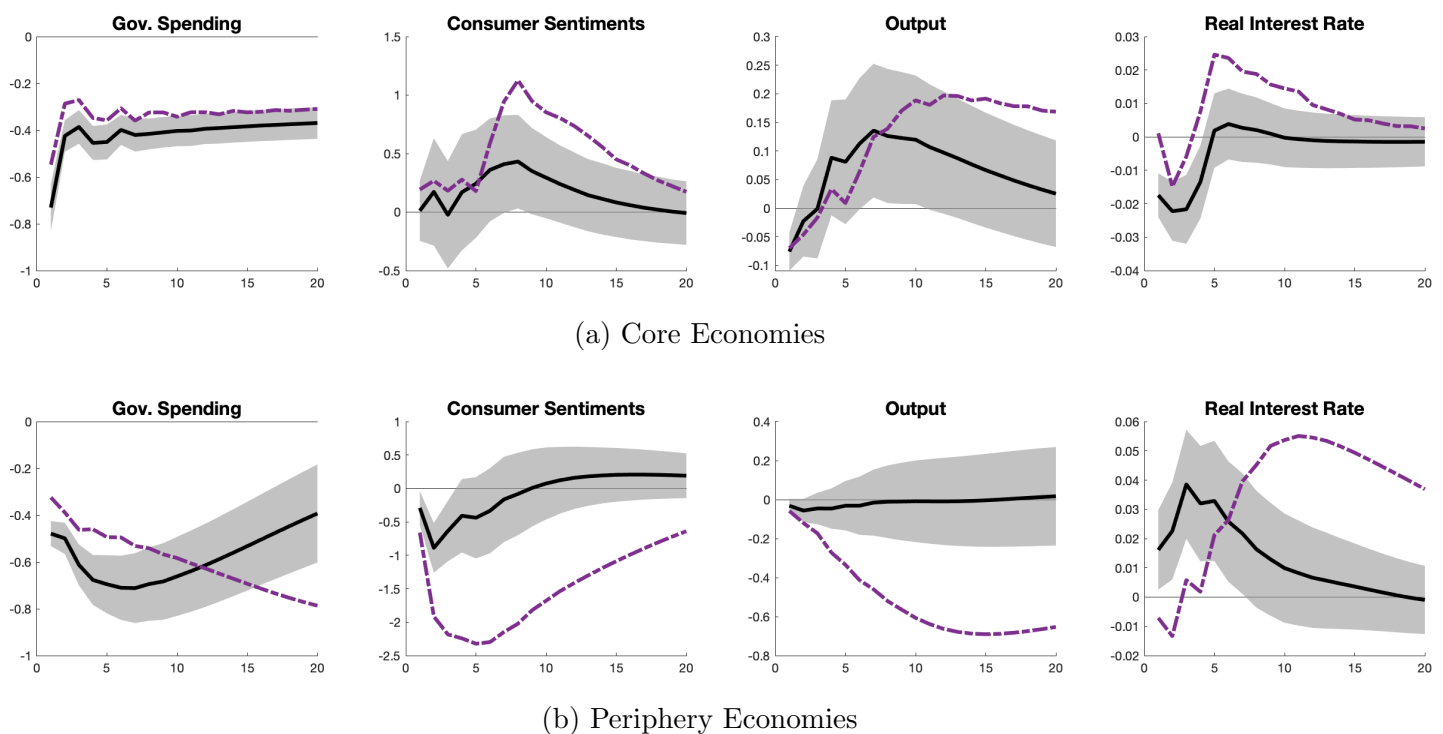 Gov. Spending Consumer Sentiments Output Real Interest Rate
0 1.5 0.3 0.03
-0.2 1 0.25 0.02
-0.4 0.5 0.2 0.01
-0.6 0 0.15 0
-0.8 -0.5 0.1 -0.01
-1 0.05 -0.02
0 -0.03
-0.05 -0.04
-0.1
0 5 10 15 20 0 5 10 15 20 0 5 10 15 20 0 5 10 15 20
(a) Core Economies
Gov. Spending Consumer Sentiments Output Real Interest Rate
0 1 0.4 0.06
-0.2 0.5 0.2 0.05
-0.4 0 0 0.04
-0.6 -0.5 -0.2 0.03
-0.8 -1 -0.4 0.02
-1 -1.5 -0.6 0.01
-2 -0.8 0
-2.5 -0.01
-0.02
0 5 10 15 20 0 5 10 15 20 0 5 10 15 20 0 5 10 15 20
(b) Periphery Economies